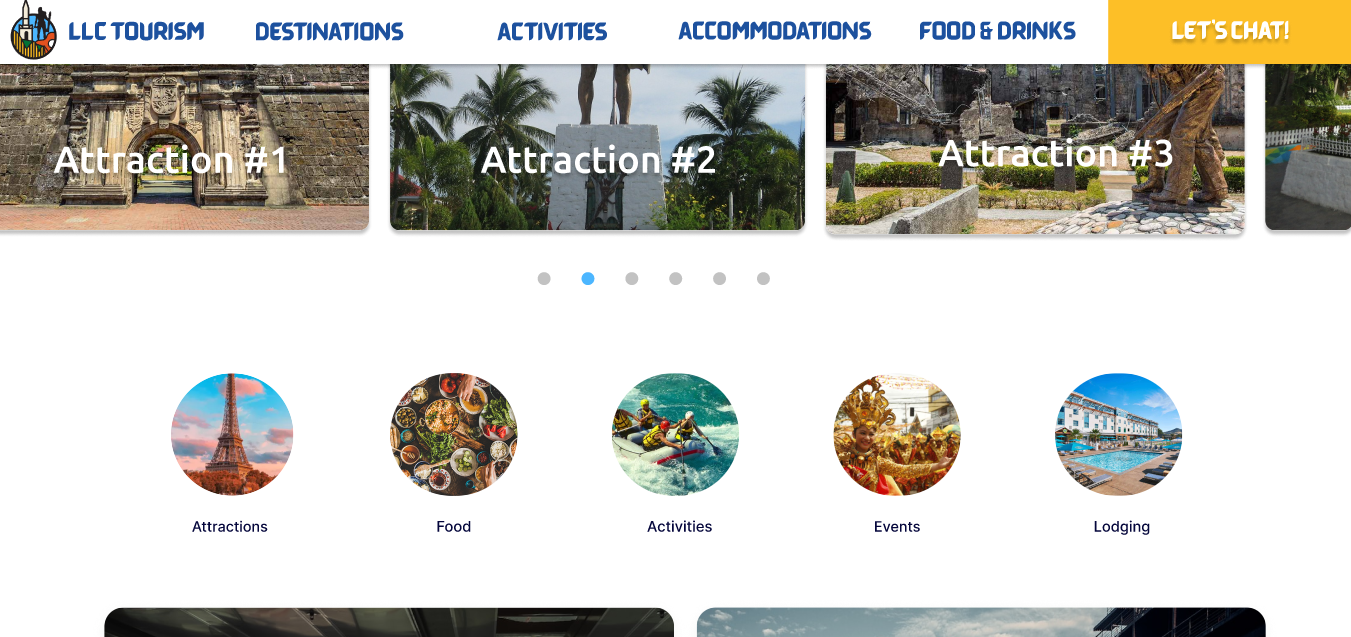 LLC TOURISM
DESTINATIONS
ACTIVITIES
ACCOMMODATIONS
FOOD & DRINKS
LET'S CHAT!
Attraction #1
Attraction #2
Attraction #3
Attractions
Food
Activities
Events
Lodging